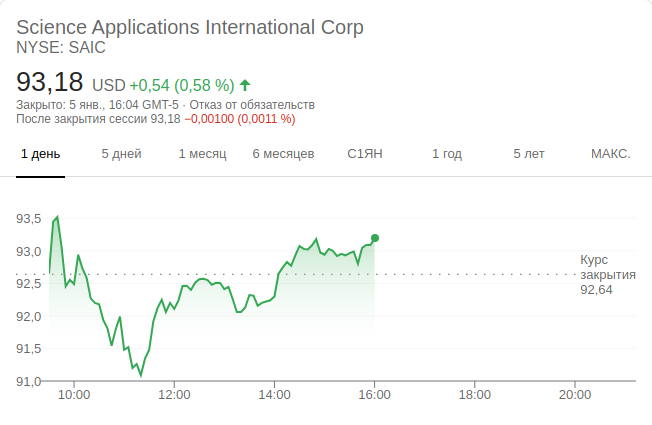 Science Applications International Corp
NYSE: SAIC
93,18 USD +0,54 (0,58 %)
Закрыто: 5 янв., 16:04 GMT-5 · Отказ от обязательств
После закрытия сессии 93,18 −0,00100 (0,0011 %)
1 день 5 дней 1 месяц 6 месяцев С1ЯН 1 год 5 лет МАКС.
93,5
93,0
92,5
92,0
91,5
91,0
Курс
закрытия
92,64
10:00 12:00 14:00 16:00 18:00 20:00